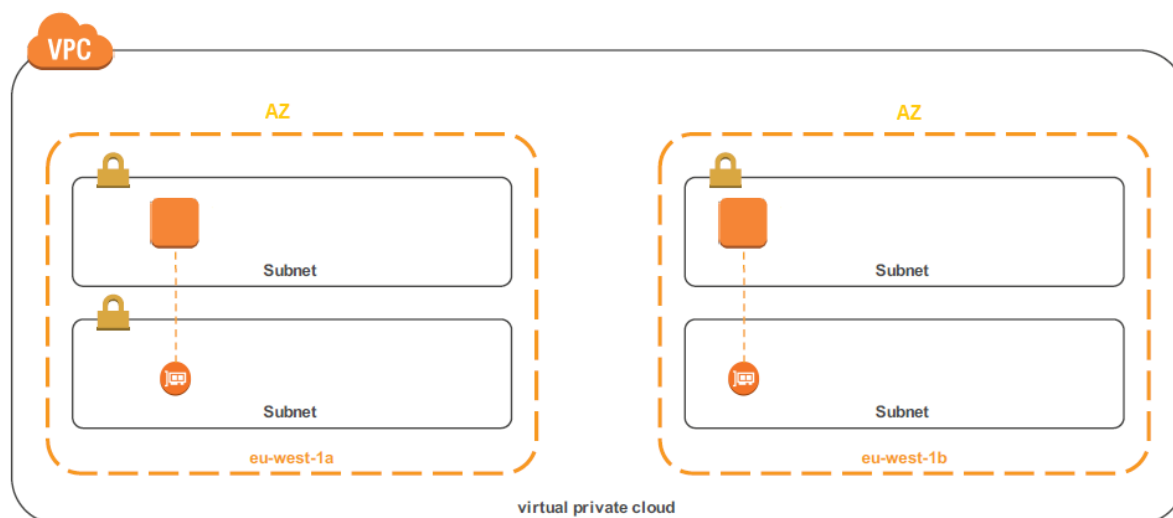 VPC
AZ
AZ
Subnet
Subnet
Subnet
Subnet
eu-west-1a
eu-west-1b
virtual private cloud